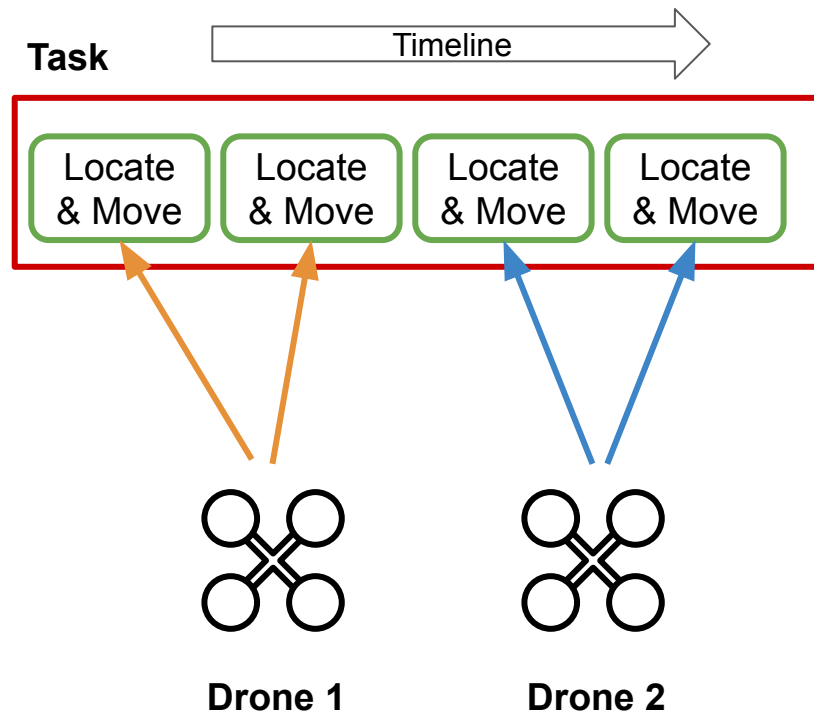 Timeline
Task
Locate
& Move
Locate
& Move
Locate
& Move
Locate
& Move
Drone 1
Drone 2